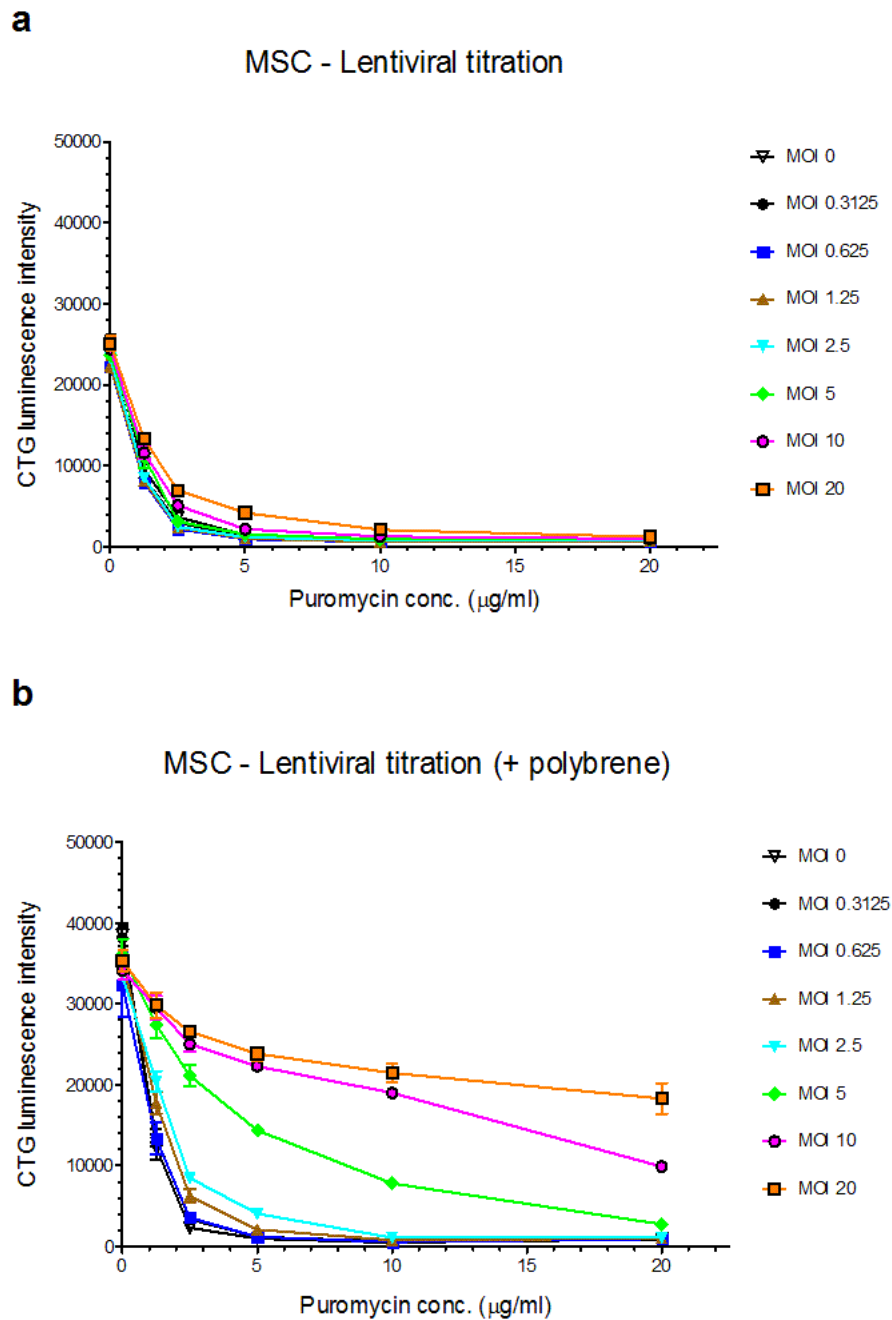 a
MSC - Lentiviral titration
50000
40000
30000
20000
10000
0
CTG luminescence intensity
0
5
10
15
20
Puromycin conc. (μg/ml)
MOI 0
MOI 0.3125
MOI 0.625
MOI 1.25
MOI 2.5
MOI 5
MOI 10
MOI 20
b
MSC - Lentiviral titration (+ polybrene)
50000
40000
30000
20000
10000
0
CTG luminescence intensity
0
5
10
15
20
Puromycin conc. (μg/ml)
MOI 0
MOI 0.3125
MOI 0.625
MOI 1.25
MOI 2.5
MOI 5
MOI 10
MOI 20